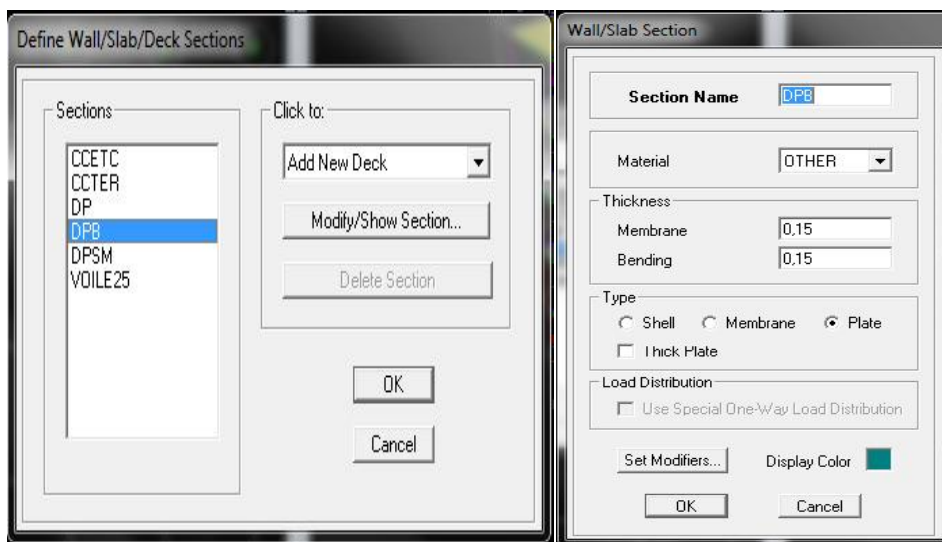 Define Wall/Slab/Deck Sections
Sections
CCETC
CCTER
DP
DPB
DPSM
VOILE25
Click to:
Add New Deck
Modify/Show Section...
Delete Section
OK
Cancel
Wall/Slab Section
Section Name DPB
Material OTHER
Thickness
Membrane 0,15
Bending 0,15
Type
Shell Membrane Plate
Thick Plate
Load Distribution
Use Special One-Way Load Distribution
Set Modifiers... Display Color
OK Cancel